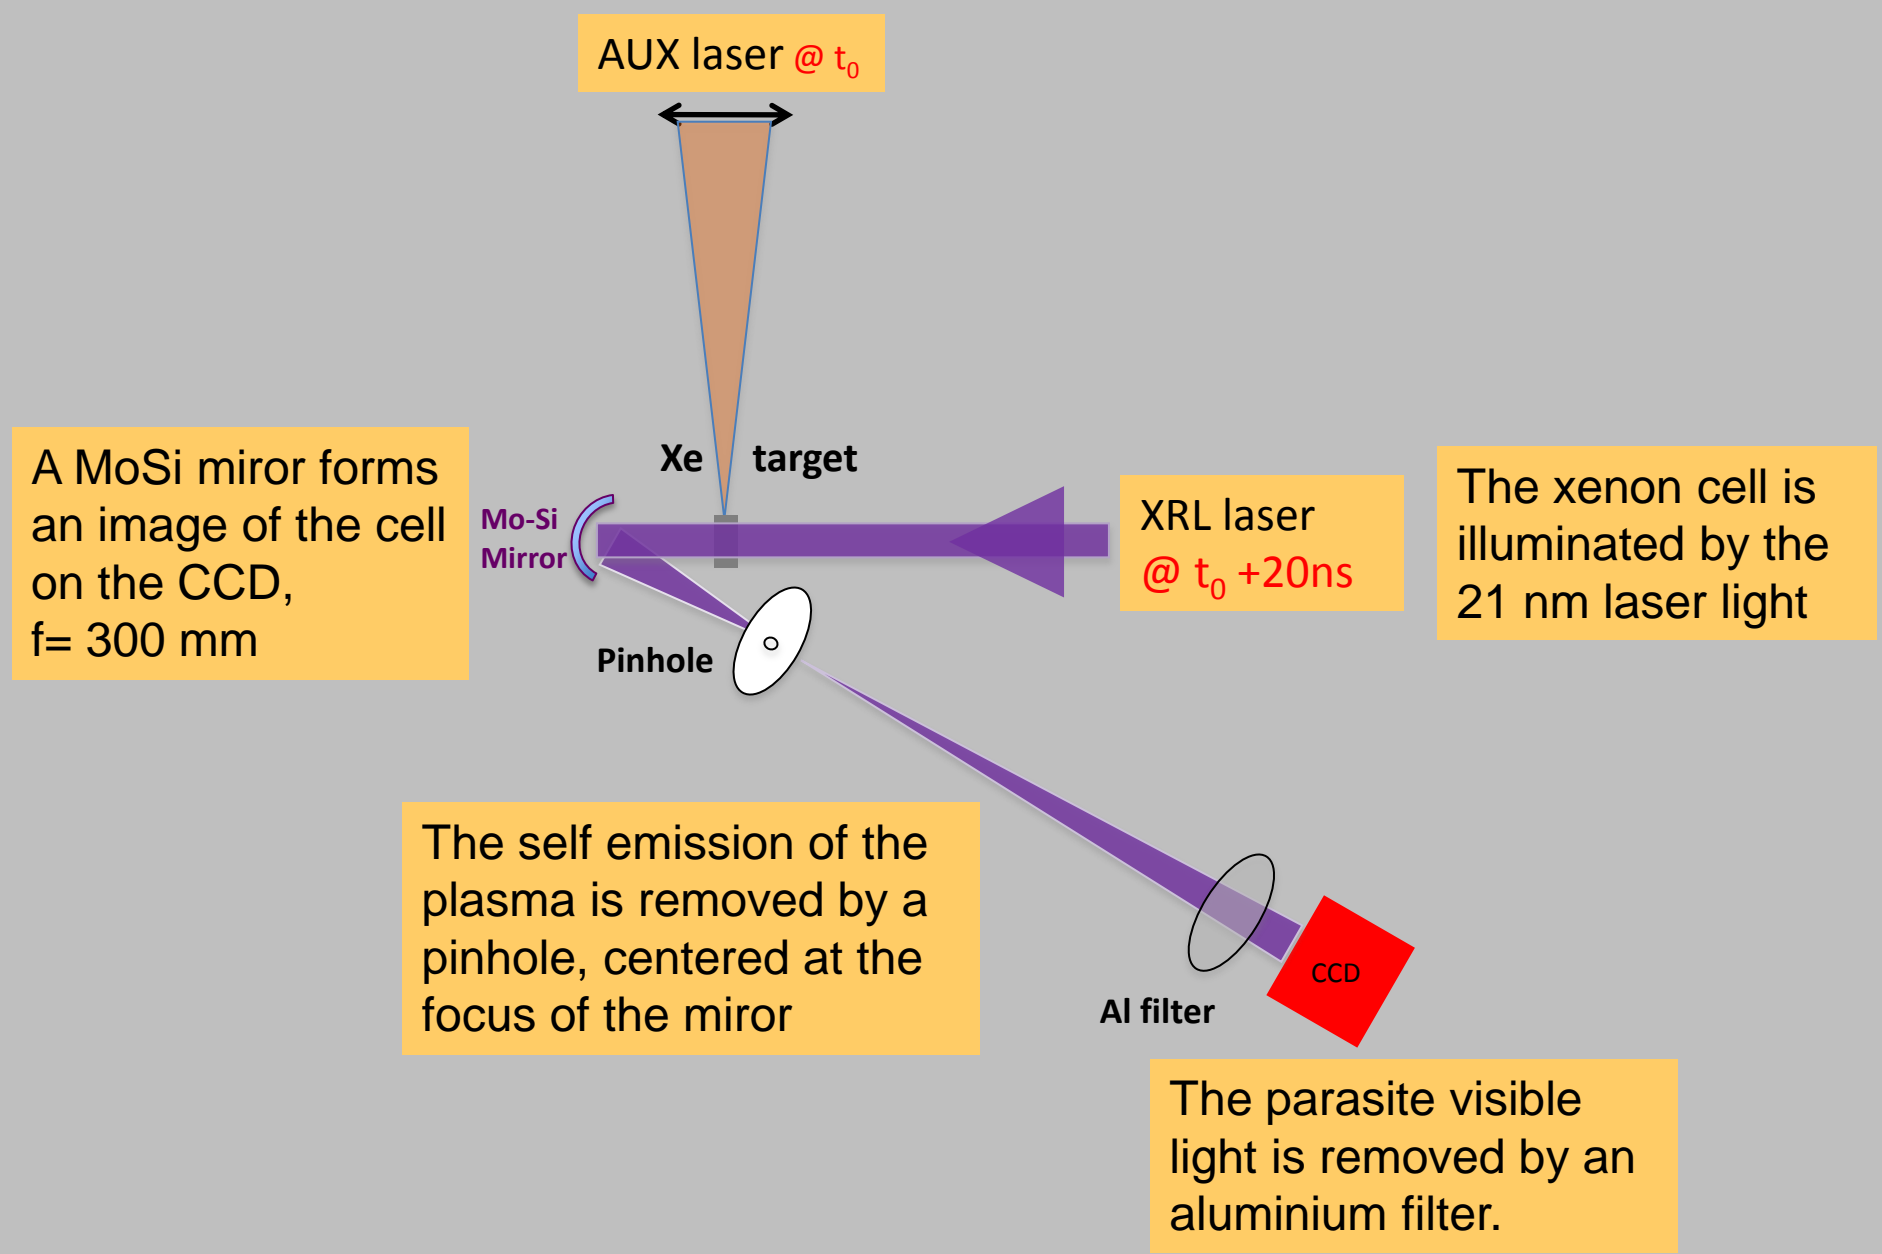 AUX laser @ t0
Xe target
A MoSi miror forms
an image of the cell
on the CCD,
f= 300 mm
Mo-Si
Mirror
XRL laser
@ t0 +20ns
The xenon cell is
illuminated by the
21 nm laser light
Pinhole
The self emission of the
plasma is removed by a
pinhole, centered at the
focus of the miror
CCD
Al filter
The parasite visible
light is removed by an
aluminium filter.